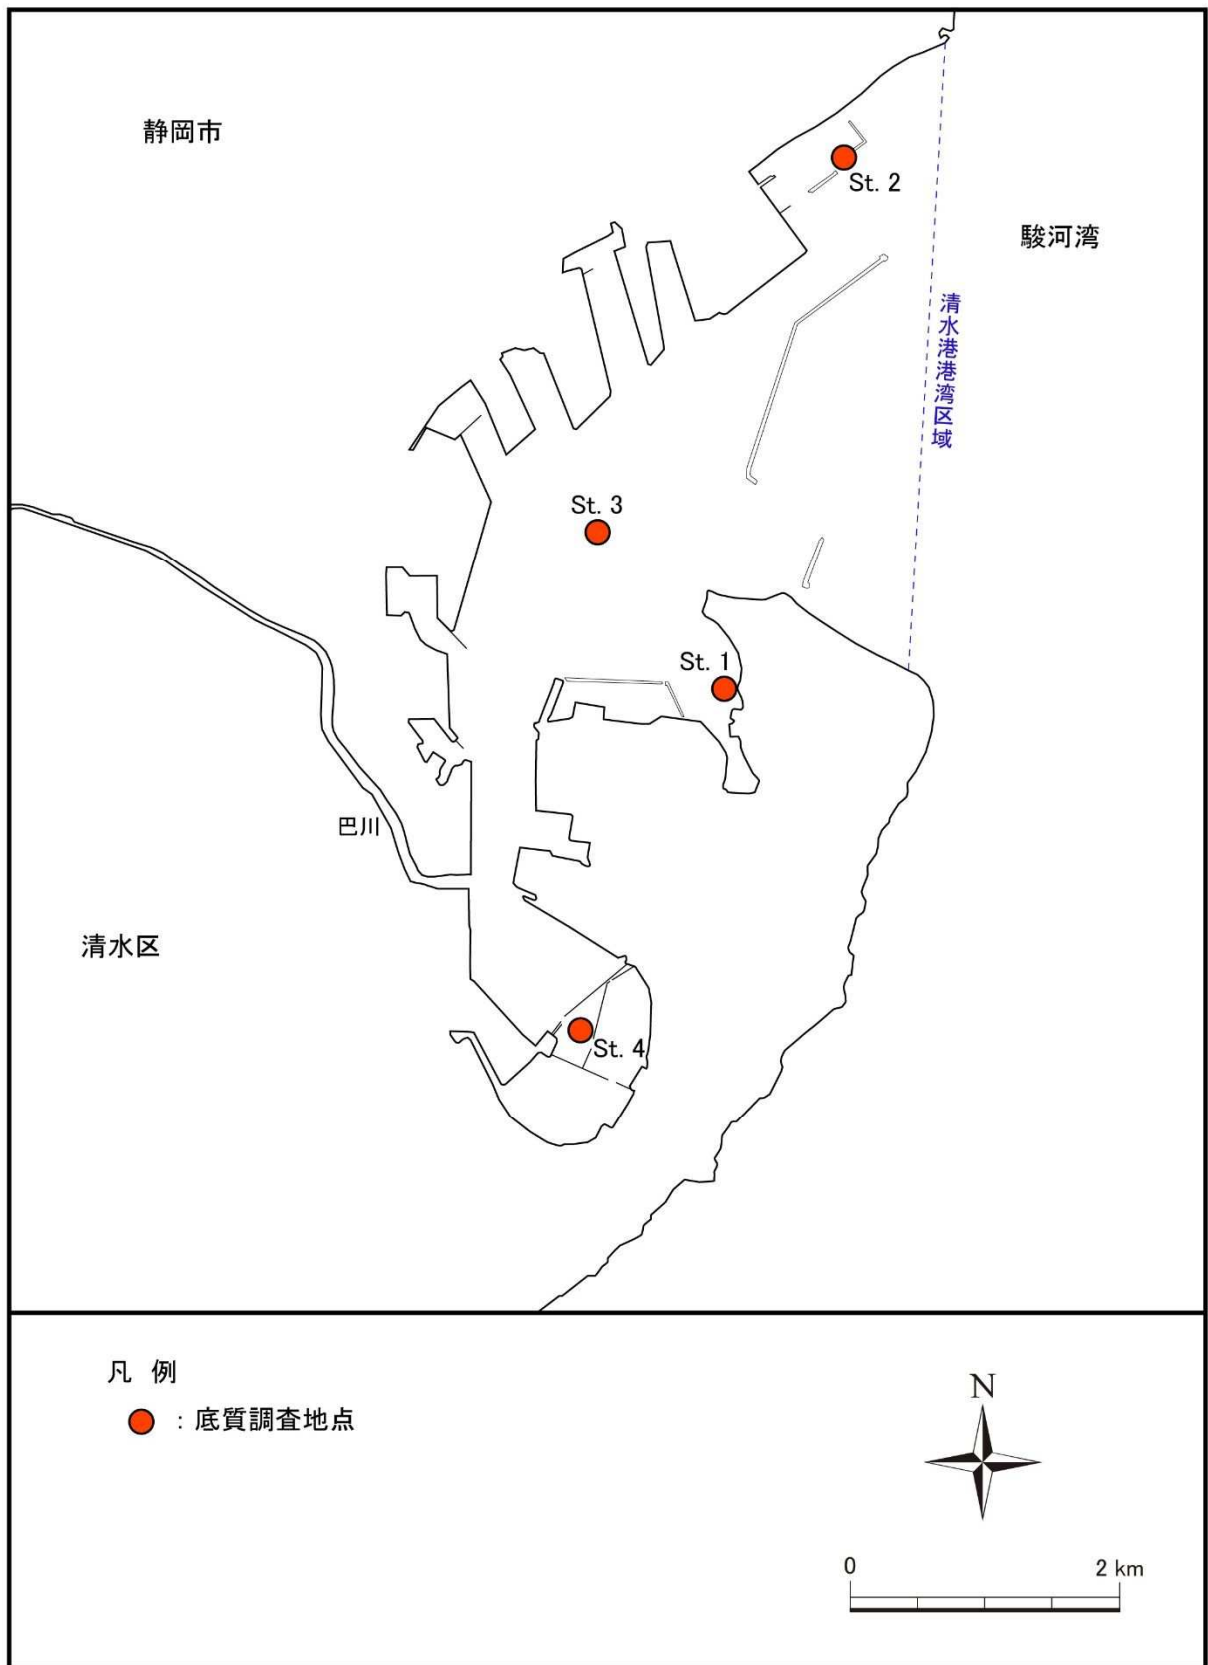 静岡市
St. 2
駿河湾
清水港港湾区域
St. 3
St. 1
巴川
清水区
St. 4
凡 例
：底質調査地点
N
0 2 km